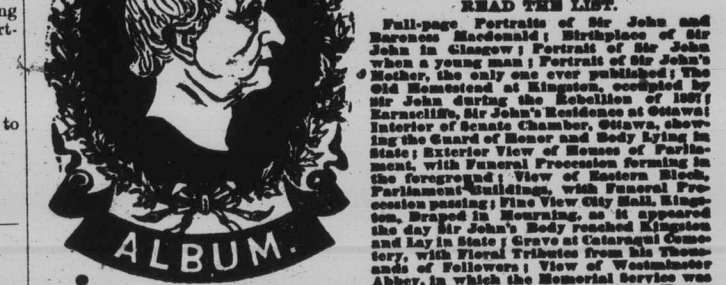 ng
rt-
to
ALBUM.
READ THE LIST.
Full-page Portraits of Sir John and
Baroness Macdonald; Birthplace of Sir
John in Glasgow; Portrait of Sir John
when a young man; Portrait of Sir John's
Mother, the only one ever published; The
Old Homestead at Kingston, occupied by
Sir John during the Rebellion of 1837;
Earnscliffe, Sir John's Residence at Ottawa;
Interior of Senate Chamber, Ottawa, show-
ing the Guard of Honor and Body Lying in
State; Exterior View of Houses of Parlia-
ment, with Funeral Procession forming in
the foreground; View of Eastern Block,
Parliament Buildings, with Funeral Pro-
cession passing; Fine View City Hall, Kings-
ton, Draped in Mourning, as it appeared
the day Sir John's Body reached Kingston
and Lay in State; Grave at Cataraqui Ceme-
tery, with Floral Tributes from his Thous-
ands of Followers; View of Westminster
Abbey, in which the Memorial Service was